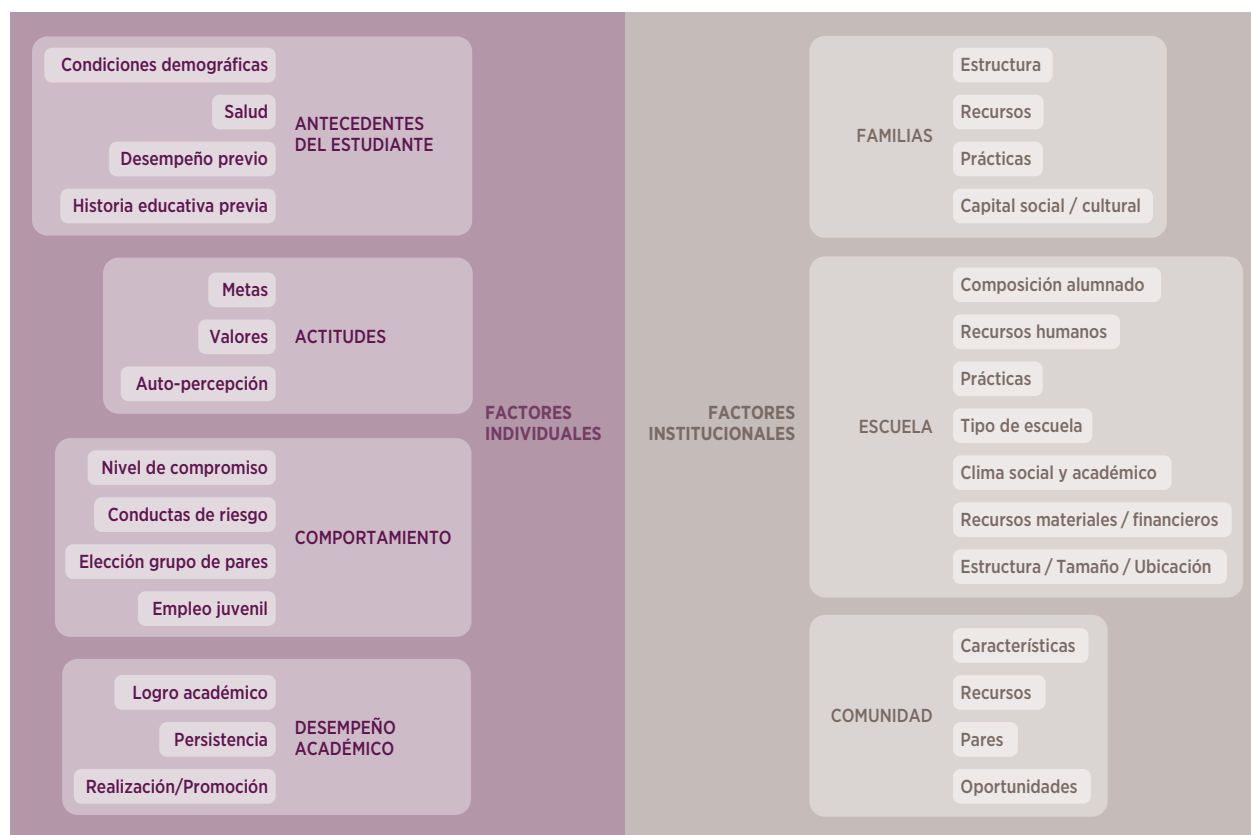 Condiciones demográficas
Salud
Desempeño previo
Historia educativa previa
ANTECEDENTES
DEL ESTUDIANTE
Metas
Valores
Auto-percepción
ACTITUDES
Nivel de compromiso
Conductas de riesgo
Elección grupo de pares
Empleo juvenil
COMPORTAMIENTO
Logro académico
Persistencia
Realización/Promoción
DESEMPEÑO
ACADÉMICO
FACTORES
INDIVIDUALES
FACTORES
INSTITUCIONALES
FAMILIAS
Estructura
Recursos
Prácticas
Capital social / cultural
ESCUELA
Composición alumnado
Recursos humanos
Prácticas
Tipo de escuela
Clima social y académico
Recursos materiales / financieros
Estructura / Tamaño / Ubicación
COMUNIDAD
Características
Recursos
Pares
Oportunidades